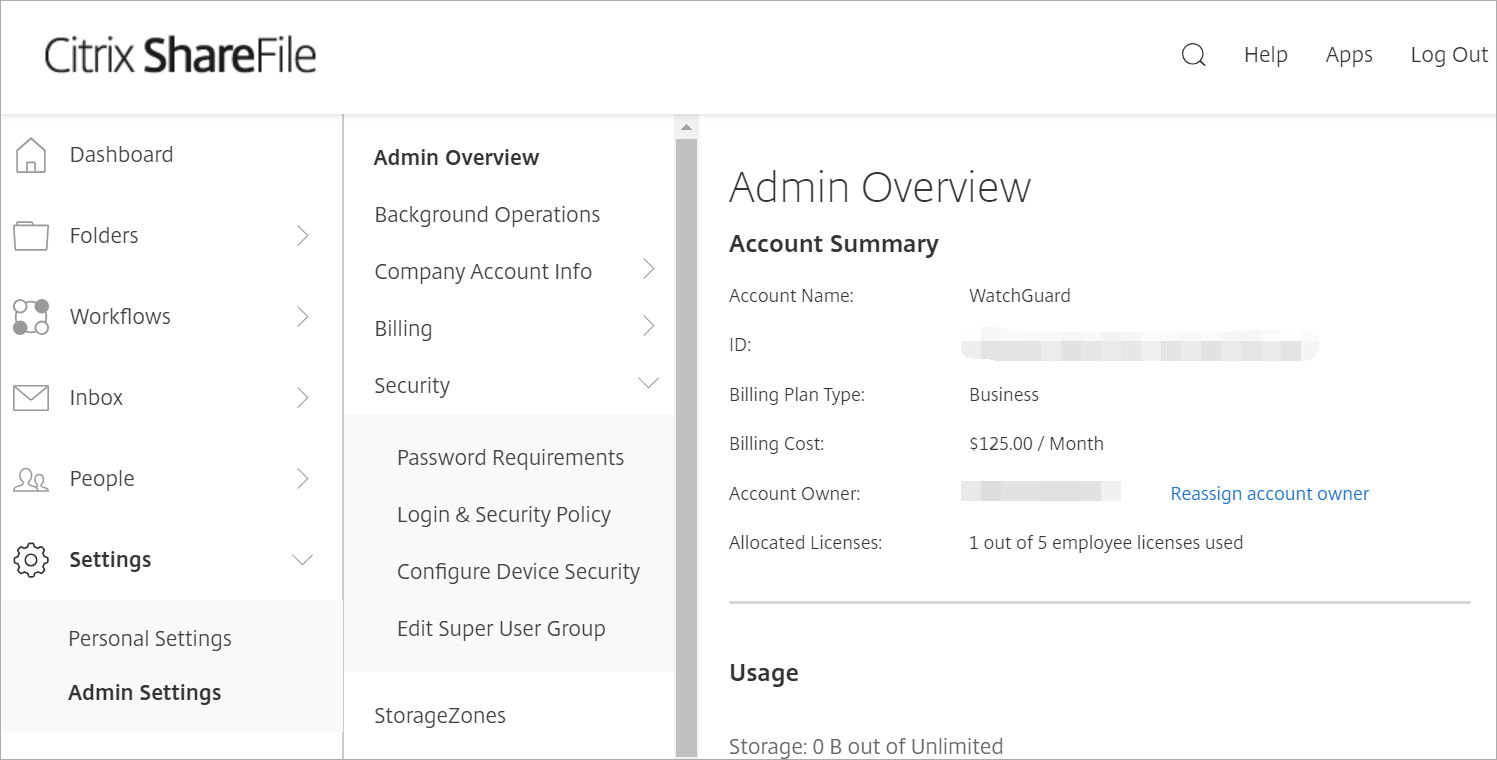 Citrix ShareFile
Help Apps Log Out
Dashboard
Folders
Workflows
Inbox
People
Settings
Personal Settings
Admin Settings
Admin Overview
Background Operations
Company Account Info
Billing
Security
Password Requirements
Login & Security Policy
Configure Device Security
Edit Super User Group
StorageZones
Admin Overview
Account Summary
Account Name: WatchGuard
ID:
Billing Plan Type: Business
Billing Cost: $125.00 / Month
Account Owner: Reassign account owner
Allocated Licenses: 1 out of 5 employee licenses used
Usage
Storage: 0 B out of Unlimited